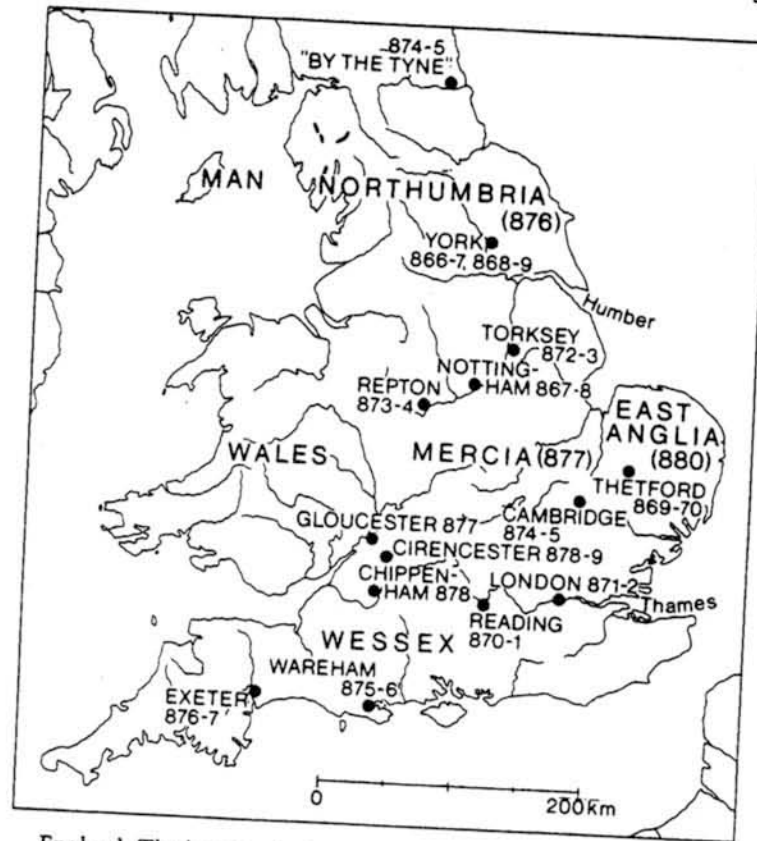 874-5
"BY THE TYNE"
MAN
NORTHUMBRIA
(876)
YORK
866-7, 868-9
Humber
TORKSEY
872-3
NOTTING-
HAM 867-8
REPTON
873-4
EAST
ANGLIA
(880)
WALES
MERCIA (877)
THETFORD
869-70
CAMBRIDGE
874-5
GLOUCESTER 877
CIRENCESTER 878-9
CHIPPEN-
HAM 878
LONDON 871-2
Thames
READING
870-1
WESSEX
WAREHAM
875-6
EXETER
876-7
0
200km
England